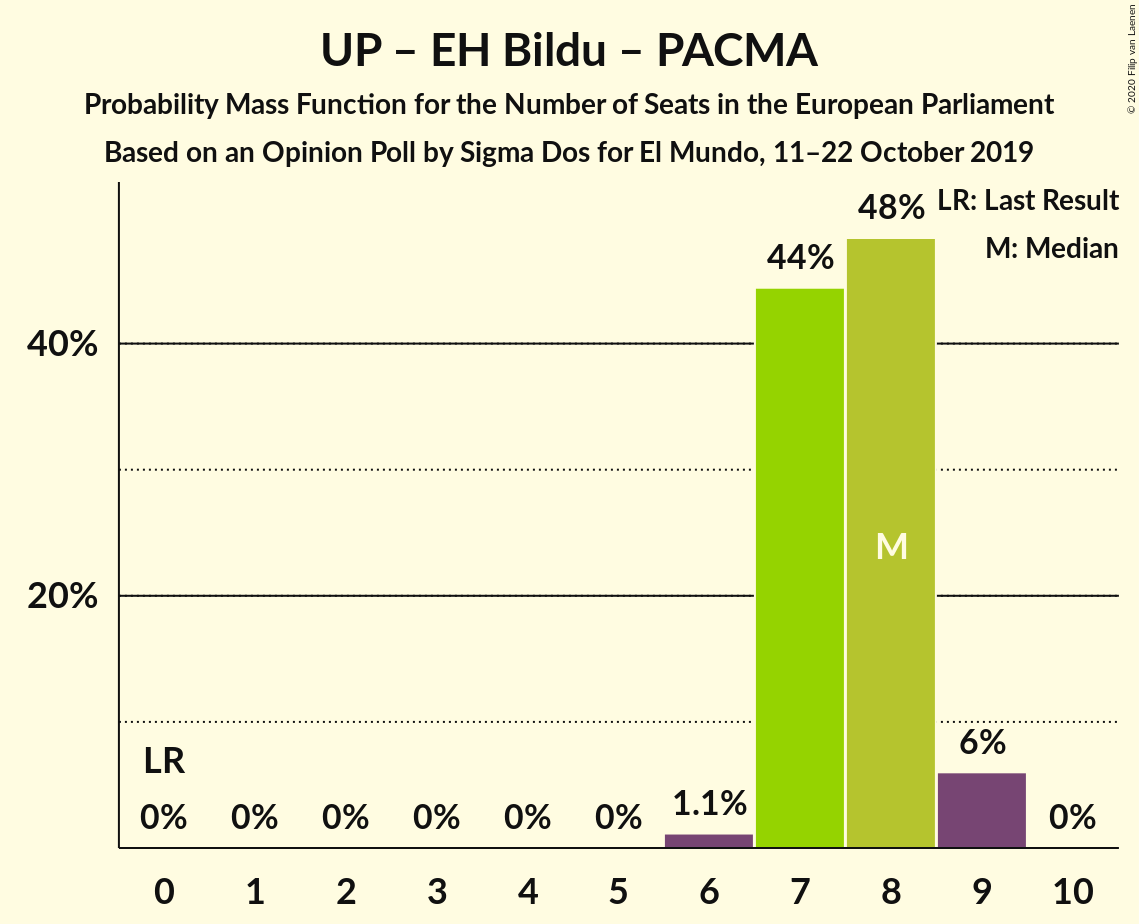 UP – EH Bildu – PACMA
Probability Mass Function for the Number of Seats in the European Parliament
Based on an Opinion Poll by Sigma Dos for El Mundo, 11–22 October 2019
© 2020 Filip van Laenen
LR: Last Result
M: Median
40%
20%
LR
0%
0%
0%
0%
0%
0%
1.1%
44%
48%
M
6%
0%
0 1 2 3 4 5 6 7 8 9 10